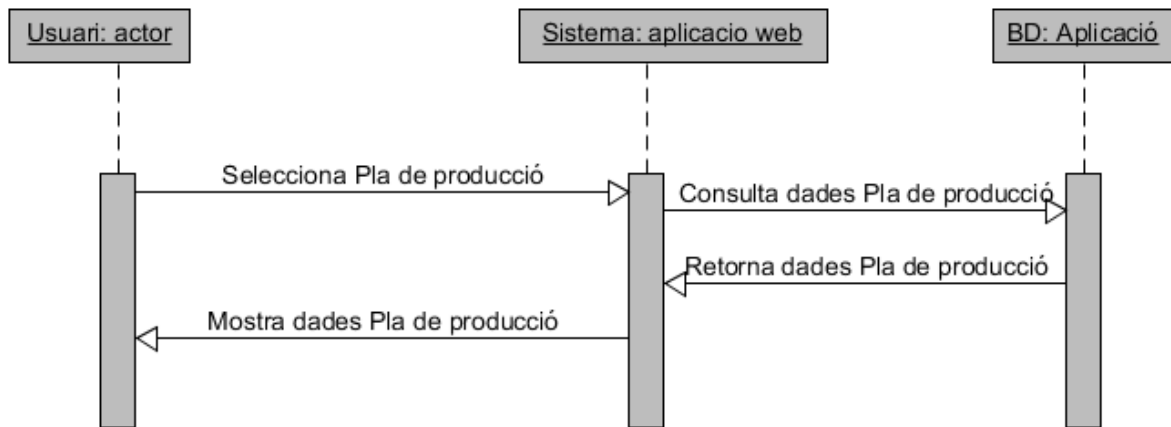 Usuari: actor
Sistema: aplicacio web
BD: Aplicació
Selecciona Pla de producció
Consulta dades Pla de producció
Retorna dades Pla de producció
Mostra dades Pla de producció